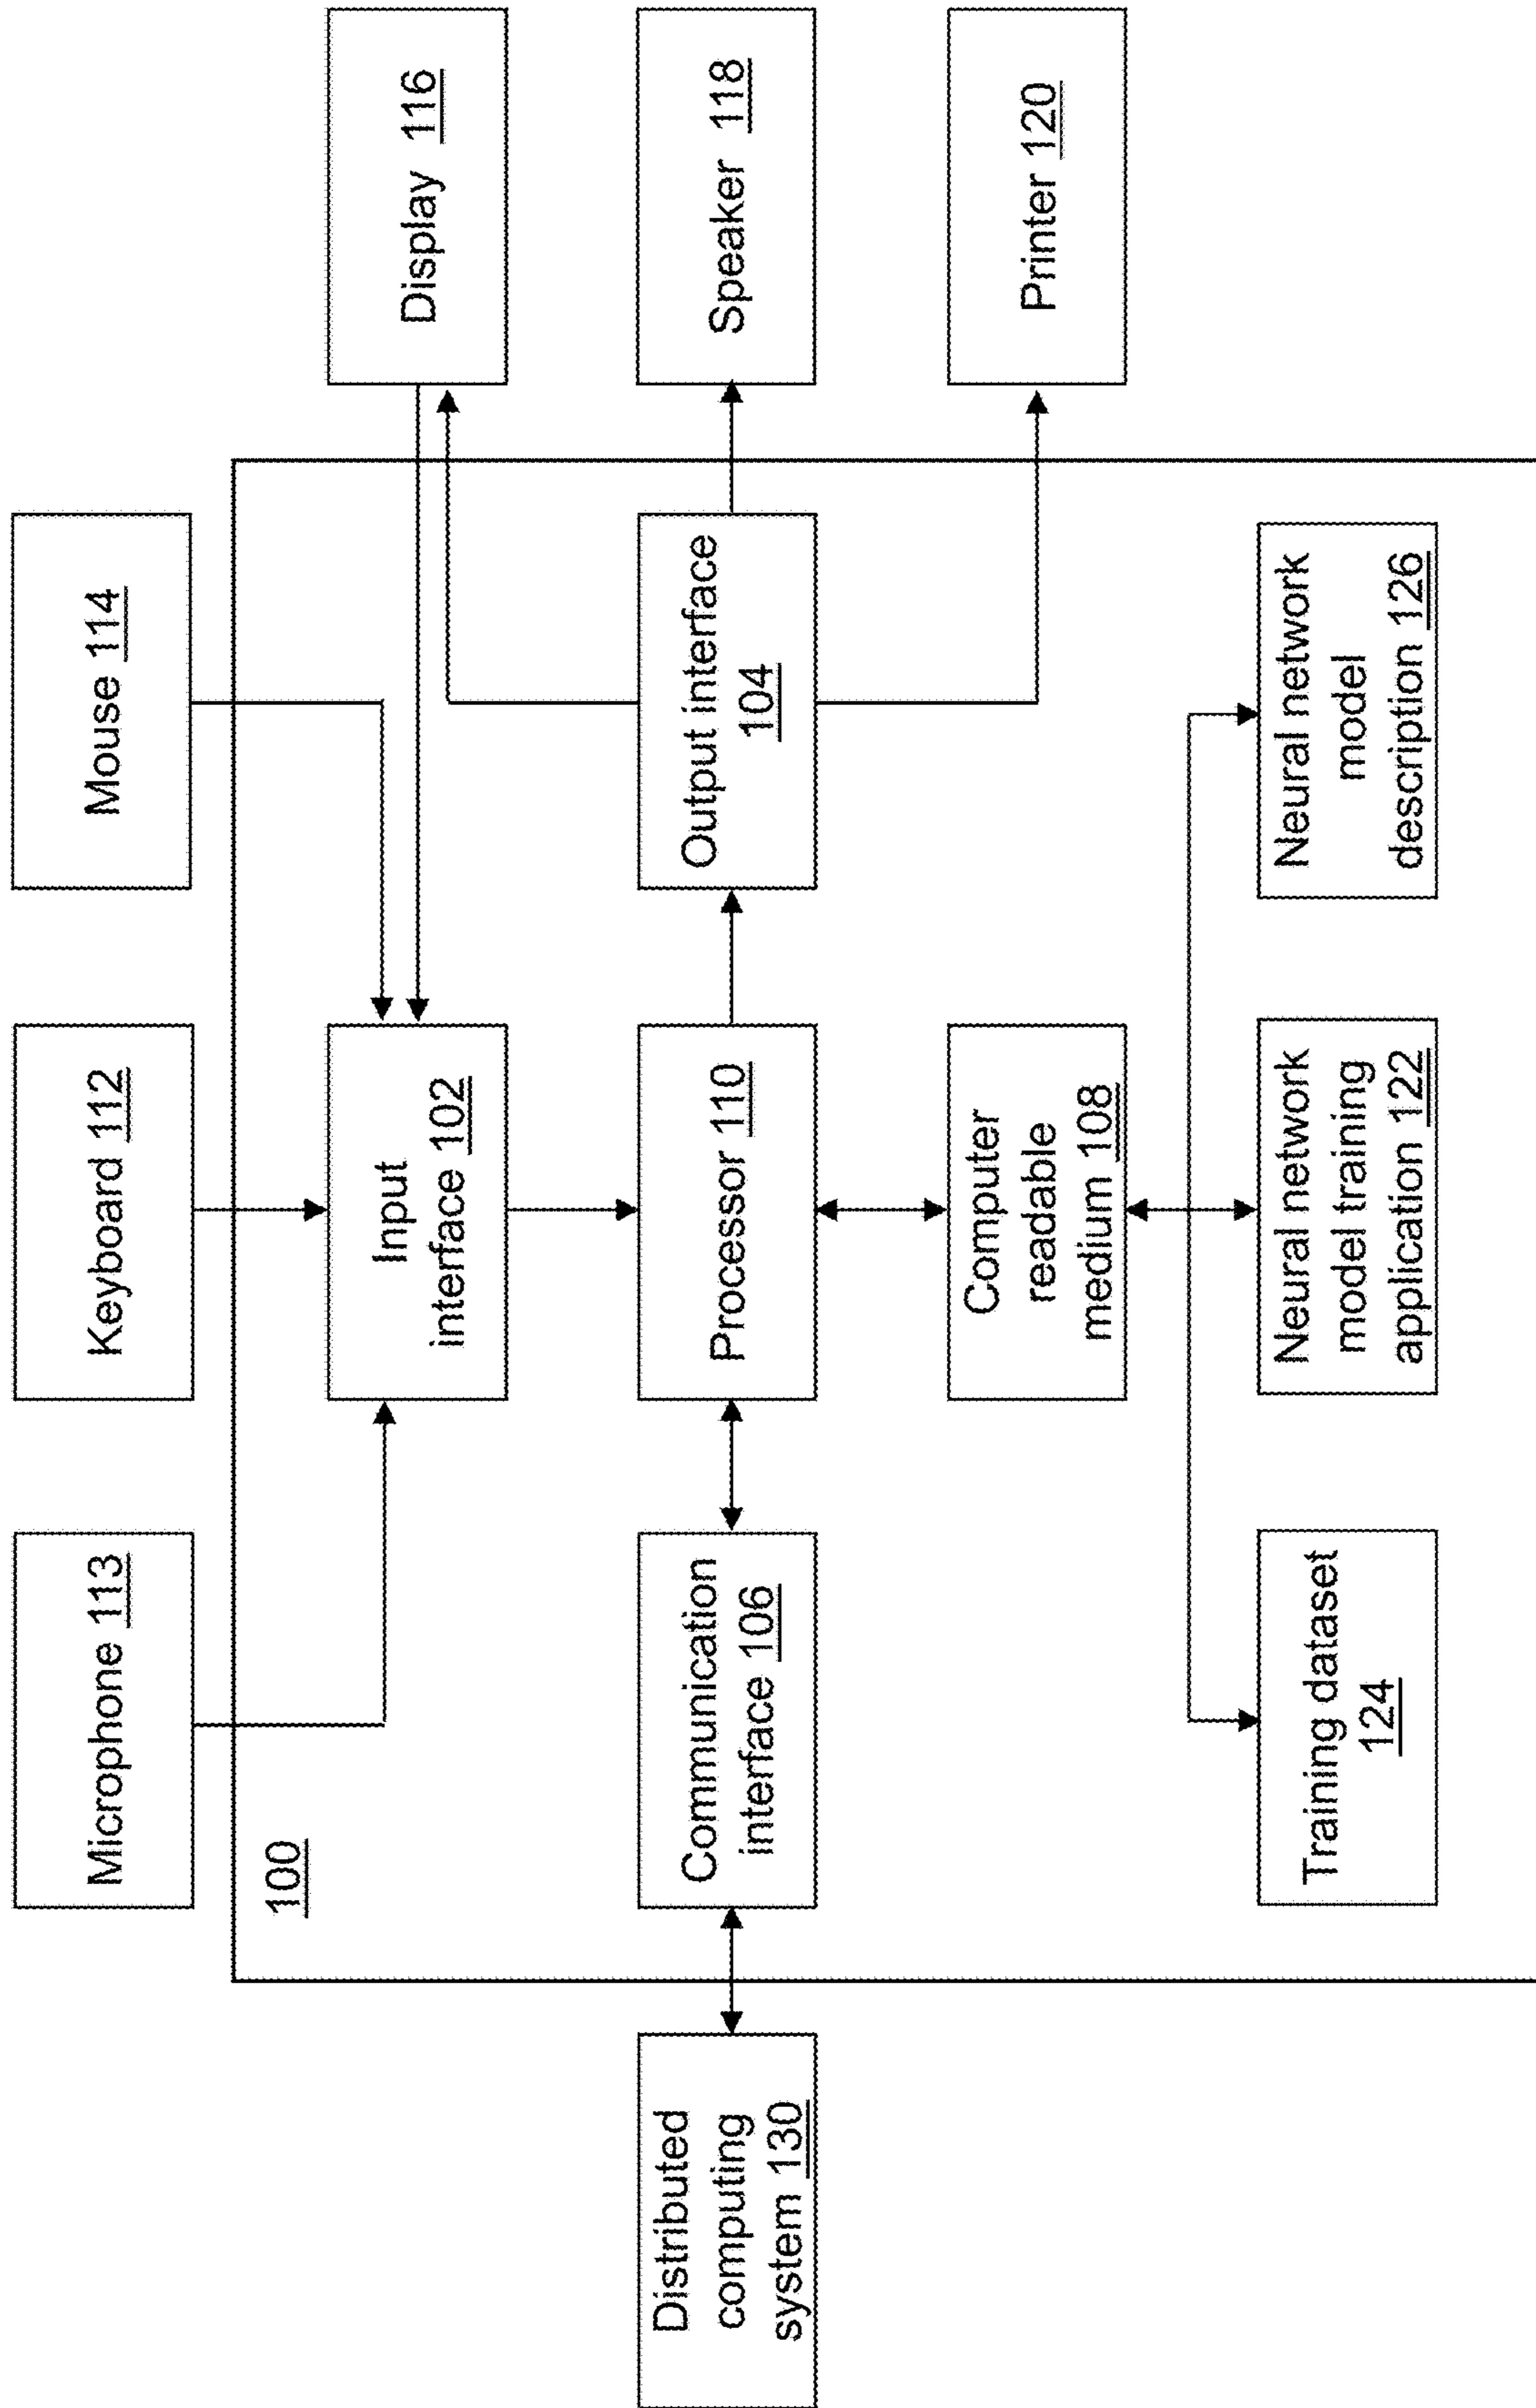 Microphone 113
Keyboard 112
Mouse 114
100
Input
interface 102
Display 116
Distributed
computing
system 130
Communication
interface 106
Processor 110
Output interface
104
Speaker 118
Computer
readable
medium 108
Printer 120
Training dataset
124
Neural network
model training
application 122
Neural network
model
description 126